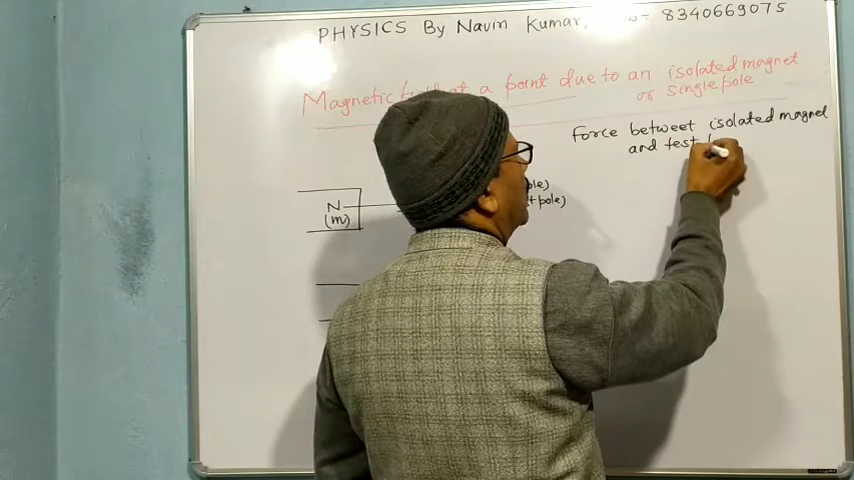 PHYSICS By Navin Kumar, 8340669075
Magnetic at a point due to an isolated magnet
or single pole
Force betweet isolated magnet
and test
N
(m)
pole)